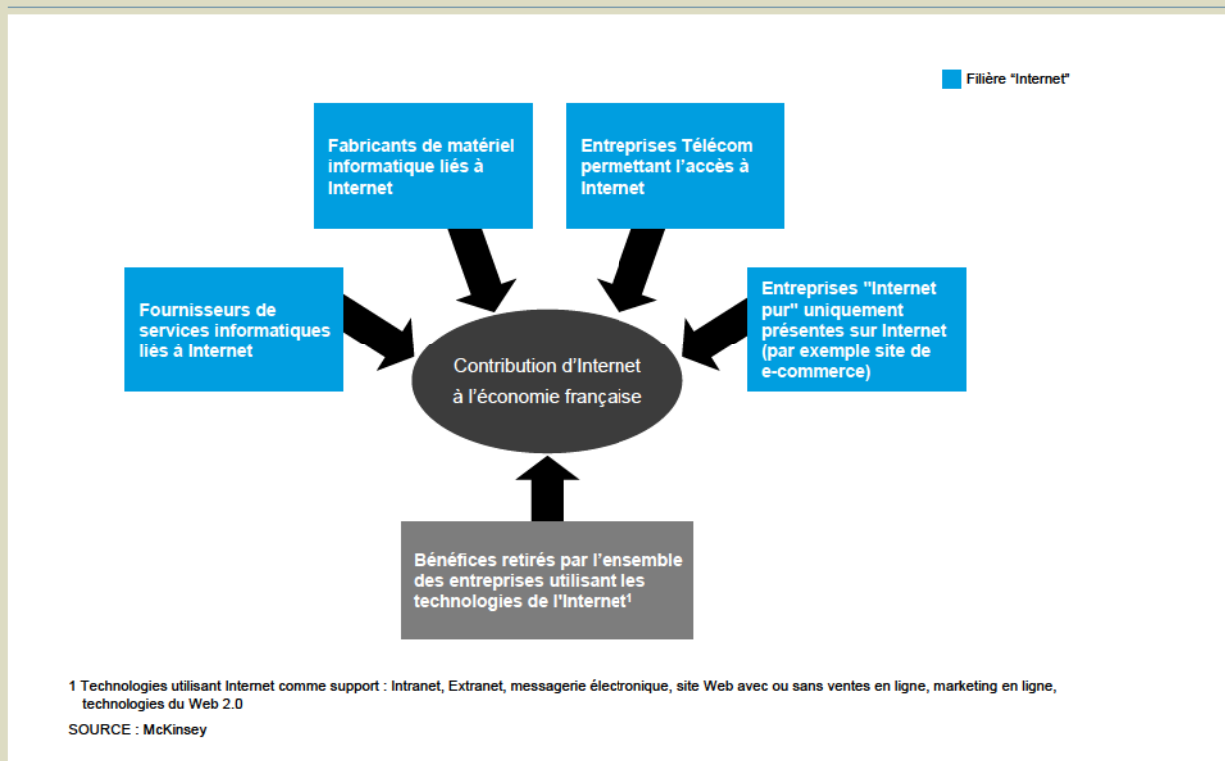 Filière "Internet"
Fabricants de matériel
informatique liés à
Internet
Entreprises Télécom
permettant l'accès à
Internet
Fournisseurs de
services informatiques
liés à Internet
Entreprises "Internet
pur" uniquement
présentes sur Internet
(par exemple site de
e-commerce)
Contribution d'Internet
à l'économie française
Bénéfices retirés par l'ensemble
des entreprises utilisant les
technologies de l'Internet¹
1 Technologies utilisant Internet comme support : Intranet, Extranet, messagerie électronique, site Web avec ou sans ventes en ligne, marketing en ligne,
technologies du Web 2.0
SOURCE : McKinsey